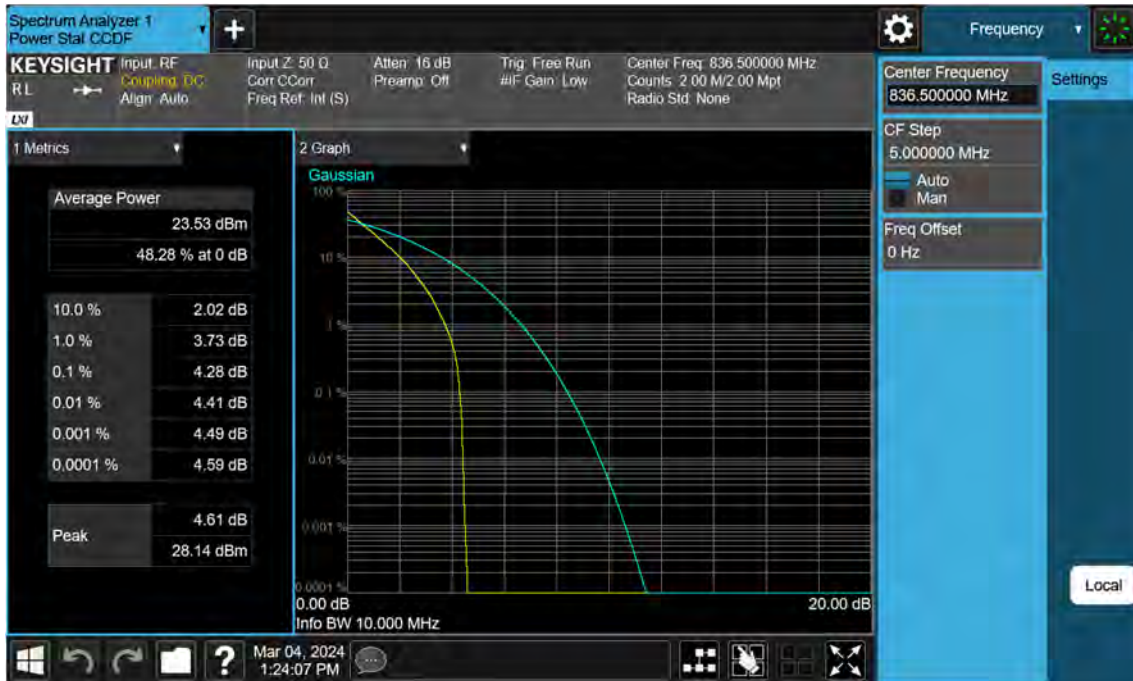 Spectrum Analyzer 1
Power Stat CCDF
+
Frequency
KEYSIGHT
RL
LXI
Input: RF
Coupling: DC
Align: Auto
Input Z: 50 Ω
Corr CCorr
Freq Ref: Int (S)
Atten: 16 dB
Preamp: Off
Trig: Free Run
#IF Gain: Low
Center Freq: 836.500000 MHz
Counts: 2.00 M/2.00 Mpt
Radio Std: None
Center Frequency
836.500000 MHz
Settings
CF Step
5.000000 MHz
Auto
Man
Freq Offset
0 Hz
Local
1 Metrics
Average Power
23.53 dBm
48.28 % at 0 dB
10.0 % 2.02 dB
1.0 % 3.73 dB
0.1 % 4.28 dB
0.01 % 4.41 dB
0.001 % 4.49 dB
0.0001 % 4.59 dB
Peak
4.61 dB
28.14 dBm
2 Graph
Gaussian
100 %
10 %
1 %
0.1 %
0.01 %
0.001 %
0.0001 %
0.00 dB 20.00 dB
Info BW 10.000 MHz
?
Mar 04, 2024
1:24:07 PM